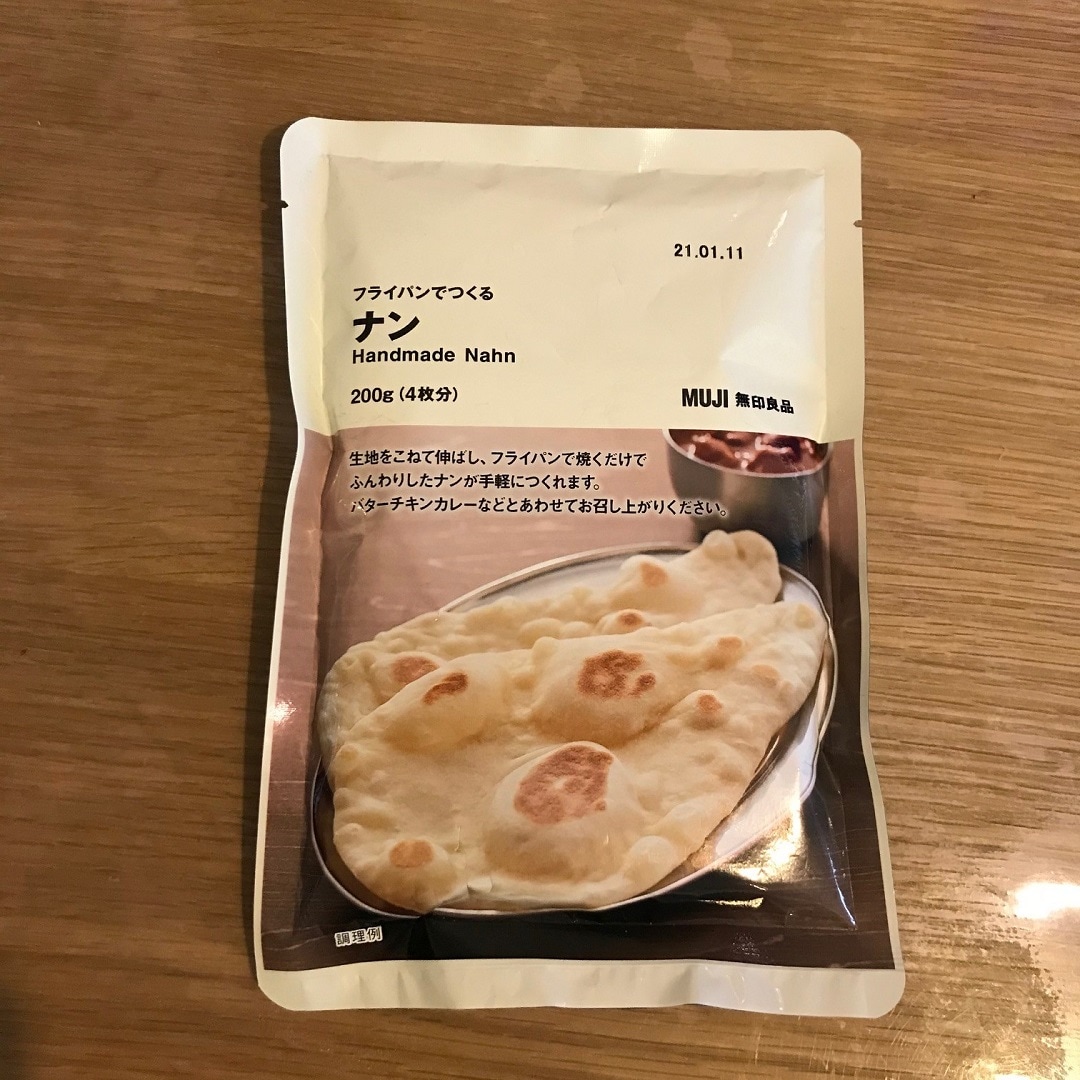 21.01.11
フライパンでつくる
ナン
Handmade Nahn
200g（4枚分）
MUJI 無印良品
生地をこねて伸ばし、フライパンで焼くだけで
ふんわりしたナンが手軽につくれます。
バターチキンカレーなどとあわせてお召し上がりください。
調理例